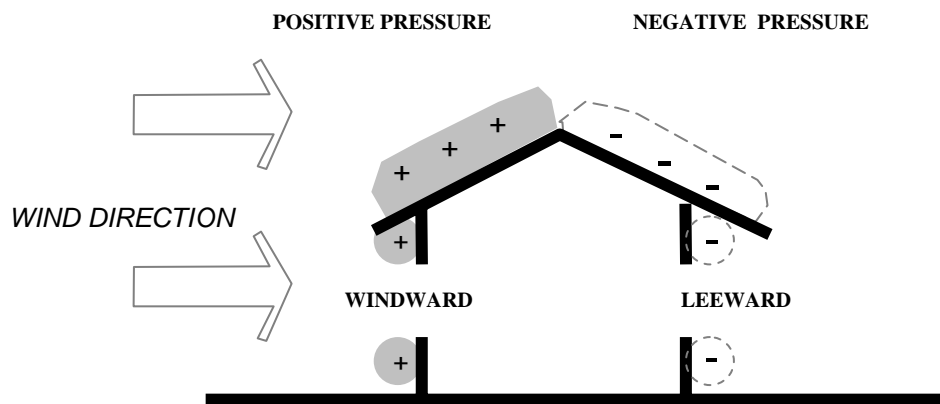 POSITIVE PRESSURE
NEGATIVE PRESSURE
+ + +
- - -
WIND DIRECTION
+
-
WINDWARD
LEEWARD
+
-